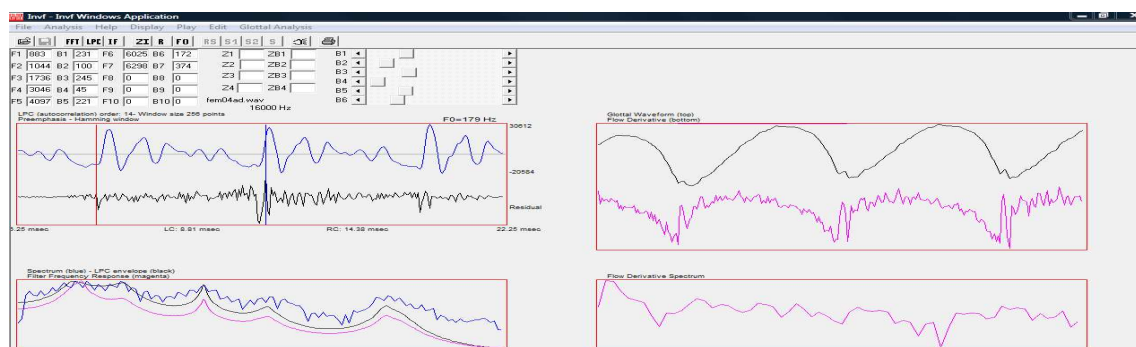 Invf - Invf Windows Application
File Analysis Help Display Play Edit Glottal Analysis
FFT LPC IF ZI R F0 RS S1 S2 S
F1 883 B1 231 F6 6025 B6 172 Z1 ZB1 B1
F2 1044 B2 100 F7 6298 B7 374 Z2 ZB2 B2
F3 1736 B3 245 F8 0 B8 0 Z3 ZB3 B3
F4 3046 B4 45 F9 0 B9 0 Z4 ZB4 B4
F5 4097 B5 221 F10 0 B10 0 fem04ad.wav B5
16000 Hz B6
LPC (autocorrelation) order: 14- Window size 256 points
Preemphasis - Hamming window F0=179 Hz
30612
-20584
Residual
5.25 msec LC: 8.81 msec RC: 14.38 msec 22.25 msec
Glottal Waveform (top)
Flow Derivative (bottom)
Spectrum (blue) - LPC envelope (black)
Filter Frequency Response (magenta)
Flow Derivative Spectrum